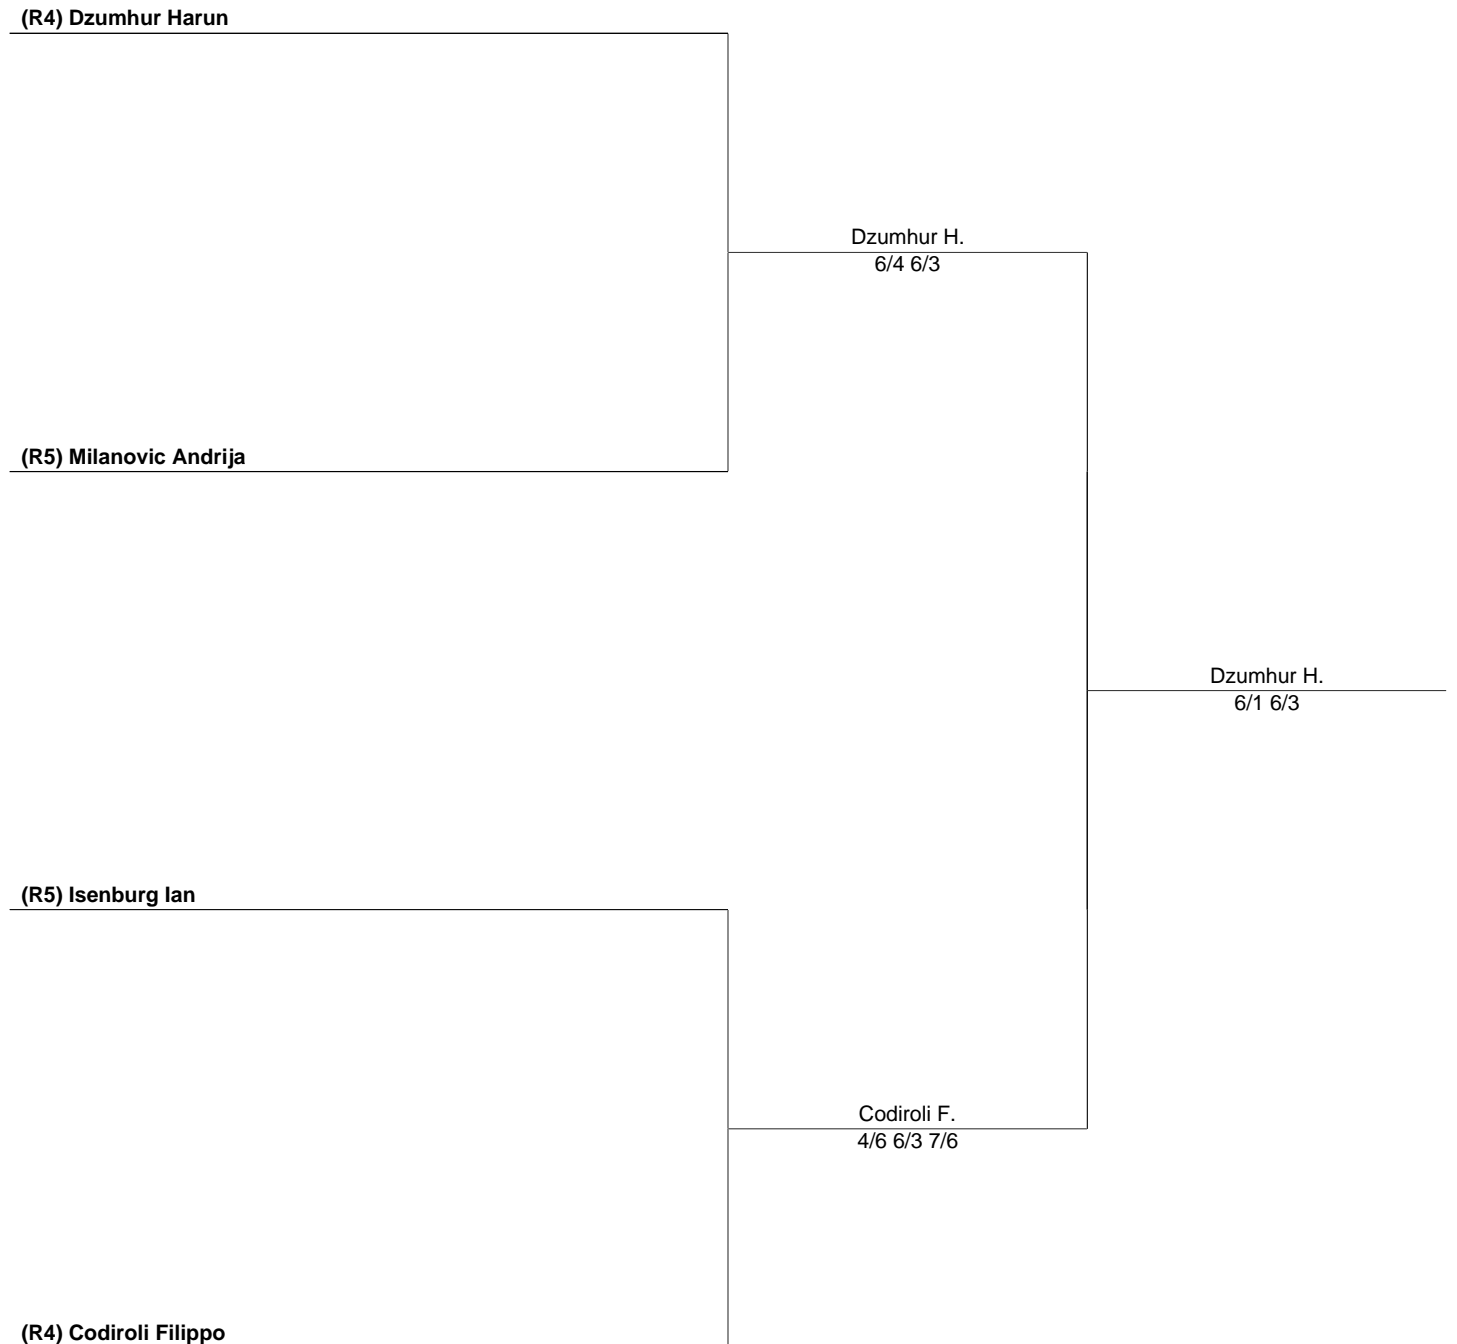 (R4) Dzumhur Harun
Dzumhur H.
6/4 6/3
(R5) Milanovic Andrija
Dzumhur H.
6/1 6/3
(R5) Isenburg Ian
Codiroli F.
4/6 6/3 7/6
(R4) Codiroli Filippo